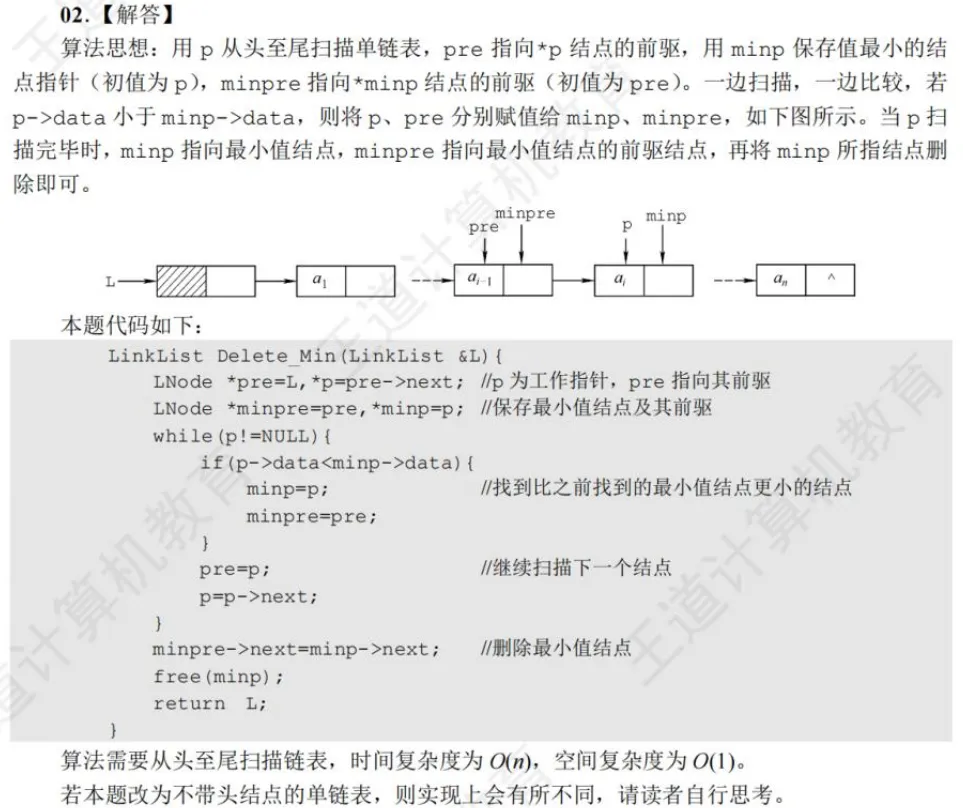 02.【解答】
算法思想：用 p 从头至尾扫描单链表，pre 指向*p 结点的前驱，用 minp 保存值最小的结
点指针（初值为 p），minpre 指向*minp 结点的前驱（初值为 pre）。一边扫描，一边比较，若
p->data 小于 minp->data，则将 p、pre 分别赋值给 minp、minpre，如下图所示。当 p 扫
描完毕时，minp 指向最小值结点，minpre 指向最小值结点的前驱结点，再将 minp 所指结点删
除即可。
minpre
pre
p
minp
L
a1
ai-1
ai
an
^
本题代码如下：
LinkList Delete_Min(LinkList &L){
LNode *pre=L,*p=pre->next; //p 为工作指针，pre 指向其前驱
LNode *minpre=pre,*minp=p; //保存最小值结点及其前驱
while(p!=NULL){
if(p->data<minp->data){
minp=p; //找到比之前找到的最小值结点更小的结点
minpre=pre;
}
pre=p; //继续扫描下一个结点
p=p->next;
}
minpre->next=minp->next; //删除最小值结点
free(minp);
return L;
}
算法需要从头至尾扫描链表，时间复杂度为 O(n)，空间复杂度为 O(1)。
若本题改为不带头结点的单链表，则实现上会有所不同，请读者自行思考。
王道计算机教育
王道计算机教育